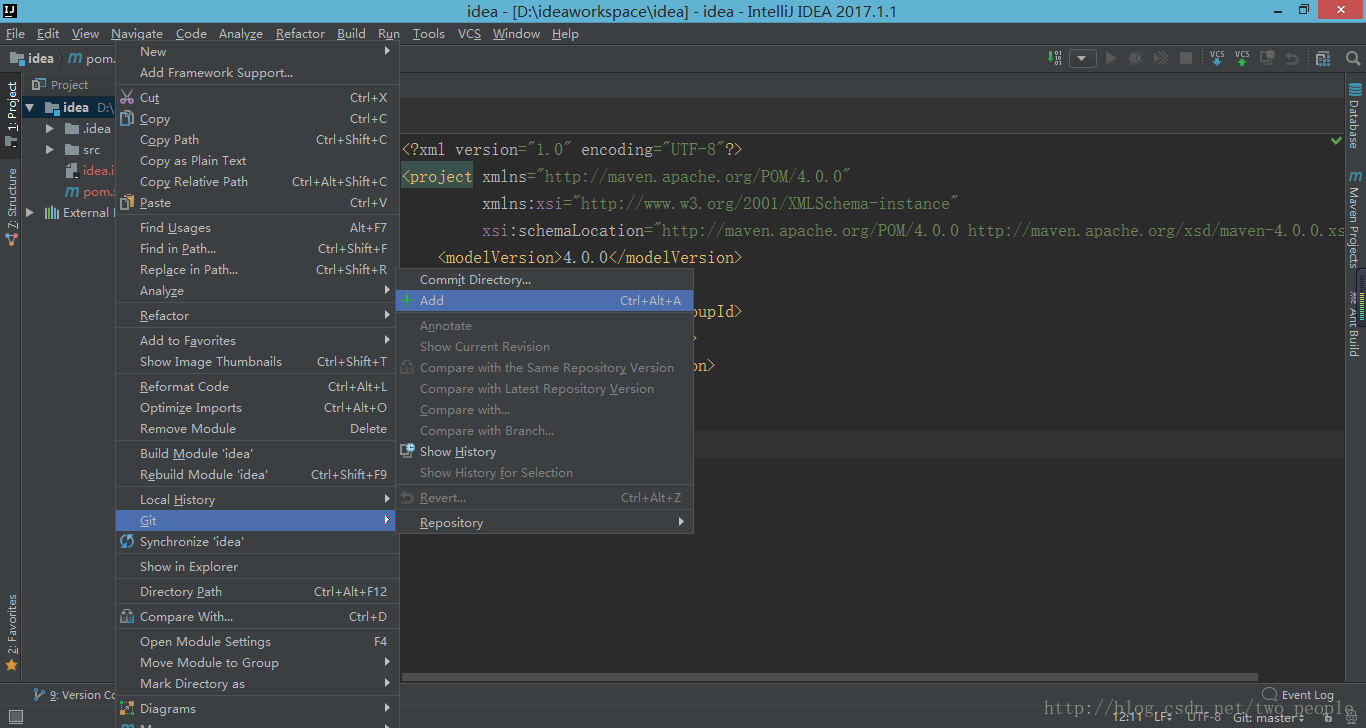 IJ
idea - [D:\ideaworkspace\idea] - idea - IntelliJ IDEA 2017.1.1
File Edit View Navigate Code Analyze Refactor Build Run Tools VCS Window Help
idea m pom.
VCS VCS
1: Project
7: Structure
2: Favorites
Project
idea D:\
.idea
src
idea.i
m pom.
External
New
Add Framework Support...
Cut Ctrl+X
Copy Ctrl+C
Copy Path Ctrl+Shift+C
Copy as Plain Text
Copy Relative Path Ctrl+Alt+Shift+C
Paste Ctrl+V
Find Usages Alt+F7
Find in Path... Ctrl+Shift+F
Replace in Path... Ctrl+Shift+R
Analyze
Refactor
Add to Favorites
Show Image Thumbnails Ctrl+Shift+T
Reformat Code Ctrl+Alt+L
Optimize Imports Ctrl+Alt+O
Remove Module Delete
Build Module 'idea'
Rebuild Module 'idea' Ctrl+Shift+F9
Local History
Git
Synchronize 'idea'
Show in Explorer
Directory Path Ctrl+Alt+F12
Compare With... Ctrl+D
Open Module Settings F4
Move Module to Group
Mark Directory as
Diagrams
Commit Directory...
Add Ctrl+Alt+A
Annotate
Show Current Revision
Compare with the Same Repository Version
Compare with Latest Repository Version
Compare with...
Compare with Branch...
Show History
Show History for Selection
Revert... Ctrl+Alt+Z
Repository
<?xml version="1.0" encoding="UTF-8"?>
<project xmlns="http://maven.apache.org/POM/4.0.0"
xmlns:xsi="http://www.w3.org/2001/XMLSchema-instance"
xsi:schemaLocation="http://maven.apache.org/POM/4.0.0 http://maven.apache.org/xsd/maven-4.0.0.xs
<modelVersion>4.0.0</modelVersion>
oupId>
>
on>
Database
m Maven Projects
Ant Build
9: Version Co
Event Log
12:11 LF UTF-8 Git: master
http://blog.csdn.net/two_people